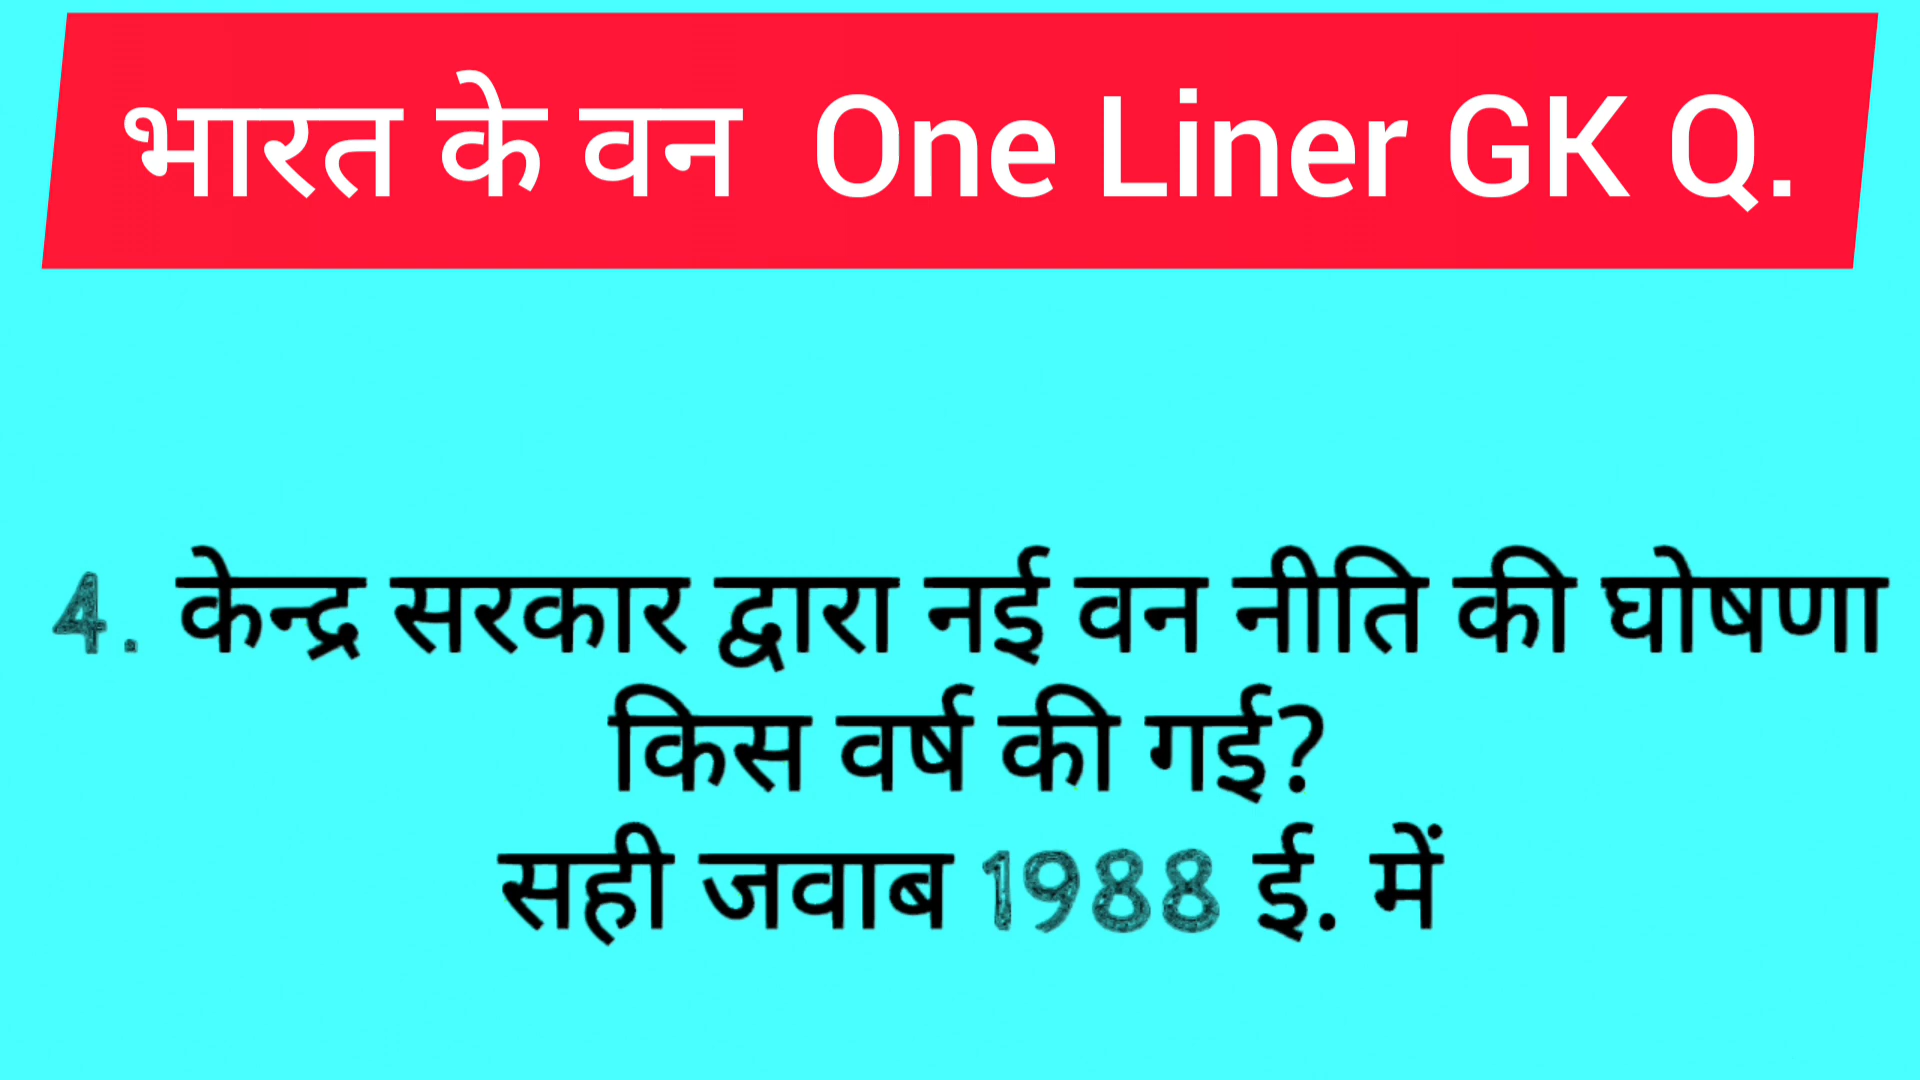 भारत के वन One Liner GK Q.
4. केन्द्र सरकार द्वारा नई वन नीति की घोषणा
किस वर्ष की गई?
सही जवाब 1988 ई. में